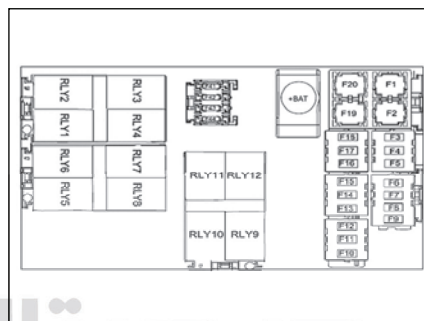 RLY2 RLY3
RLY1 RLY4
RLY6 RLY7
RLY5 RLY8
RLY11 RLY12
RLY10 RLY9
+BAT
F20 F1
F19 F2
F18 F3
F17 F4
F16 F5
F15 F6
F14 F7
F13 F8
F9
F12
F11
F10